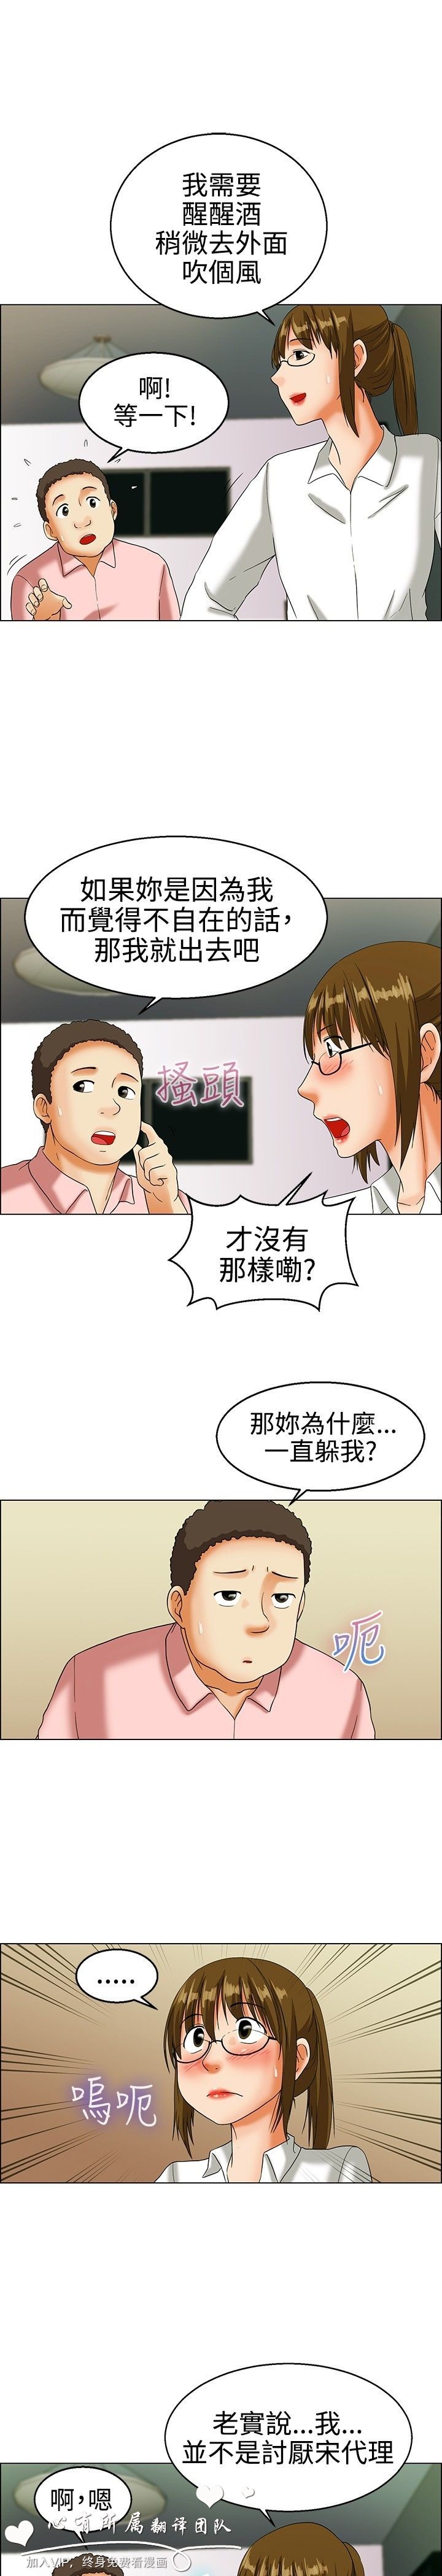 我需要
醒醒酒
稍微去外面
吹個風
啊!
等一下!
如果妳是因為我
而覺得不自在的話,
那我就出去吧
搔頭
才沒有
那樣嘞?
那妳為什麼...
一直躲我?
呃
.....
嗚呃
老實說...我...
並不是討厭宋代理
啊,嗯
心有所属翻译团队
加入VIP,终身免费看漫画